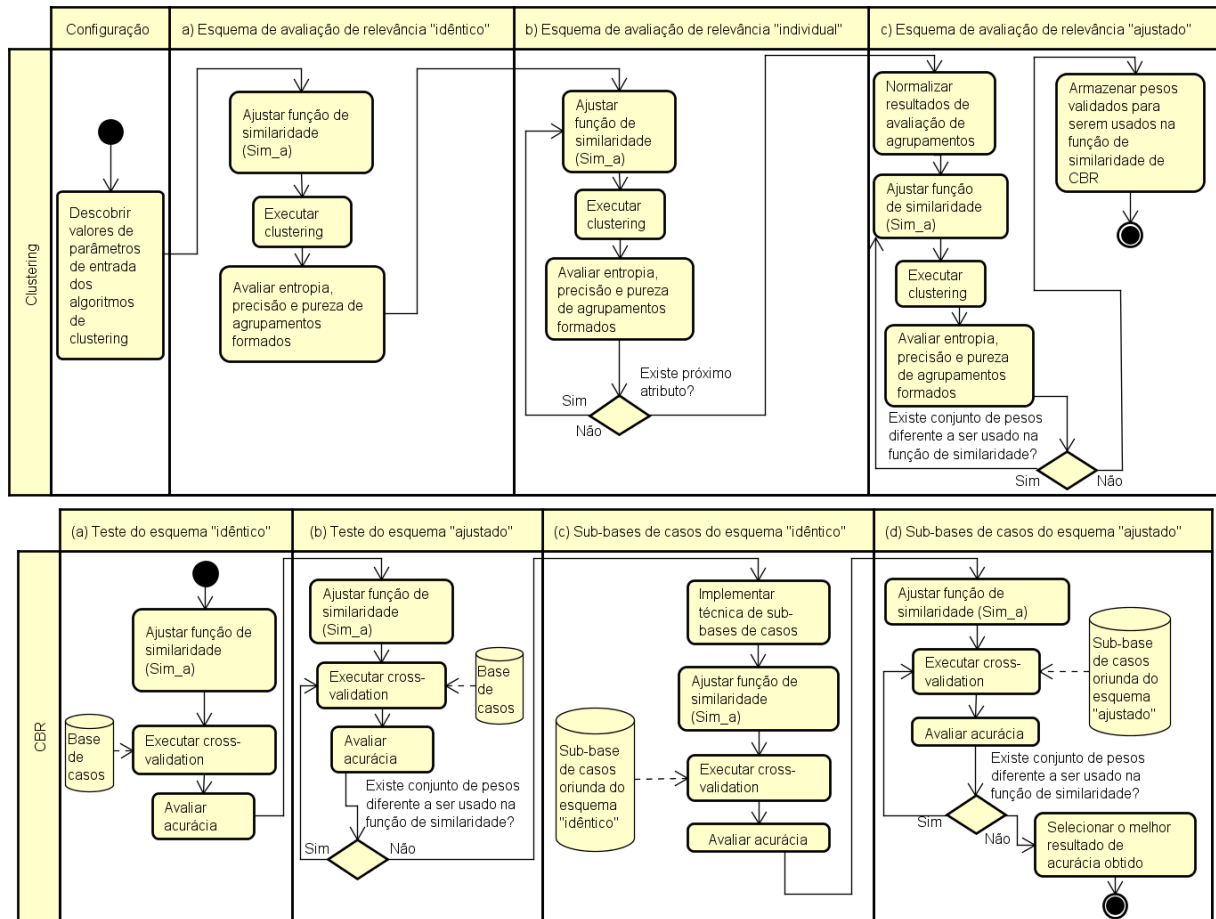 Configuração
a) Esquema de avaliação de relevância "idêntico"
b) Esquema de avaliação de relevância "individual"
c) Esquema de avaliação de relevância "ajustado"
Clustering
Descobrir
valores de
parâmetros
de entrada
dos
algoritmos
de
clustering
Ajustar função de
similaridade
(Sim_a)
Executar
clustering
Avaliar entropia,
precisão e pureza de
agrupamentos
formados
Ajustar
função de
similaridade
(Sim_a)
Executar
clustering
Avaliar entropia,
precisão e pureza
de agrupamentos
formados
Existe próximo
atributo?
Sim
Não
Normalizar
resultados de
avaliação de
agrupamentos
Ajustar função
de similaridade
(Sim_a)
Executar
clustering
Avaliar entropia,
precisão e pureza
de agrupamentos
formados
Existe conjunto de pesos
diferente a ser usado na
função de similaridade?
Sim
Não
Armazenar pesos
validados para
serem usados na
função de
similaridade de
CBR
(a) Teste do esquema "idêntico"
(b) Teste do esquema "ajustado"
(c) Sub-bases de casos do esquema "idêntico"
(d) Sub-bases de casos do esquema "ajustado"
CBR
Ajustar função de
similaridade
(Sim_a)
Base
de
casos
Executar cross-
validation
Avaliar
acurácia
Ajustar função de
similaridade
(Sim_a)
Executar cross-
validation
Base
de
casos
Avaliar
acurácia
Existe conjunto de pesos
diferente a ser usado na
função de similaridade?
Sim
Não
Implementar
técnica de sub-
bases de casos
Ajustar função de
similaridade
(Sim_a)
Sub-base
de casos
oriunda do
esquema
"idêntico"
Executar cross-
validation
Avaliar acurácia
Ajustar função de
similaridade (Sim_a)
Executar cross-
validation
Sub-base
de casos
oriunda do
esquema
"ajustado"
Avaliar acurácia
Existe conjunto de pesos
diferente a ser usado na
função de similaridade?
Sim
Não
Selecionar o melhor
resultado de
acurácia obtido